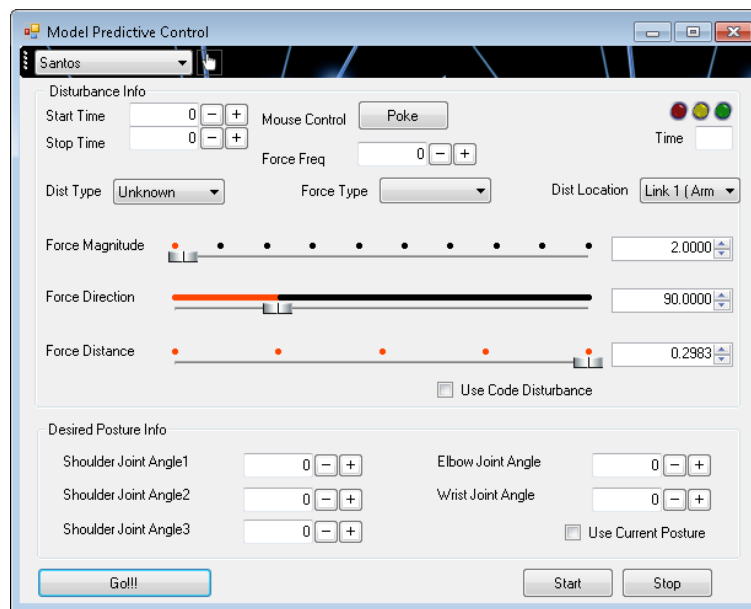 Model Predictive Control
Santos
Disturbance Info
Start Time 0 − +
Stop Time 0 − +
Mouse Control Poke
Force Freq 0 − +
Time
Dist Type Unknown
Force Type
Dist Location Link 1 ( Arm
Force Magnitude 2.0000
Force Direction 90.0000
Force Distance 0.2983
Use Code Disturbance
Desired Posture Info
Shoulder Joint Angle1 0 − +
Elbow Joint Angle 0 − +
Shoulder Joint Angle2 0 − +
Wrist Joint Angle 0 − +
Shoulder Joint Angle3 0 − +
Use Current Posture
Go!!!
Start
Stop